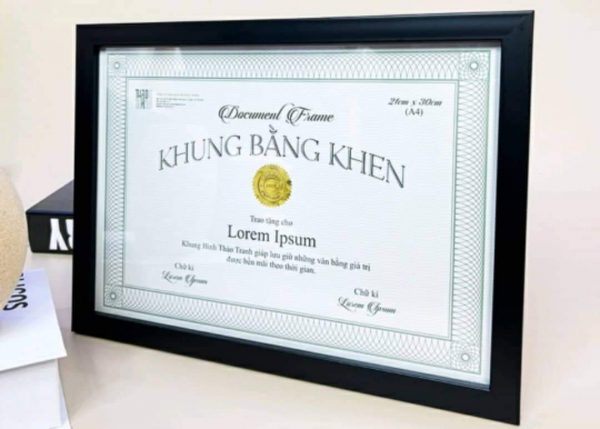 Document Frame
21cm x 30cm
(A4)
KHUNG BẰNG KHEN
Trao tặng cho
Lorem Ipsum
Khung Hình Thảo Tranh giúp lưu giữ những văn bằng giá trị
được bền mãi theo thời gian.
Chữ kí
Lorem Ipsum
Chữ kí
Lorem Ipsum